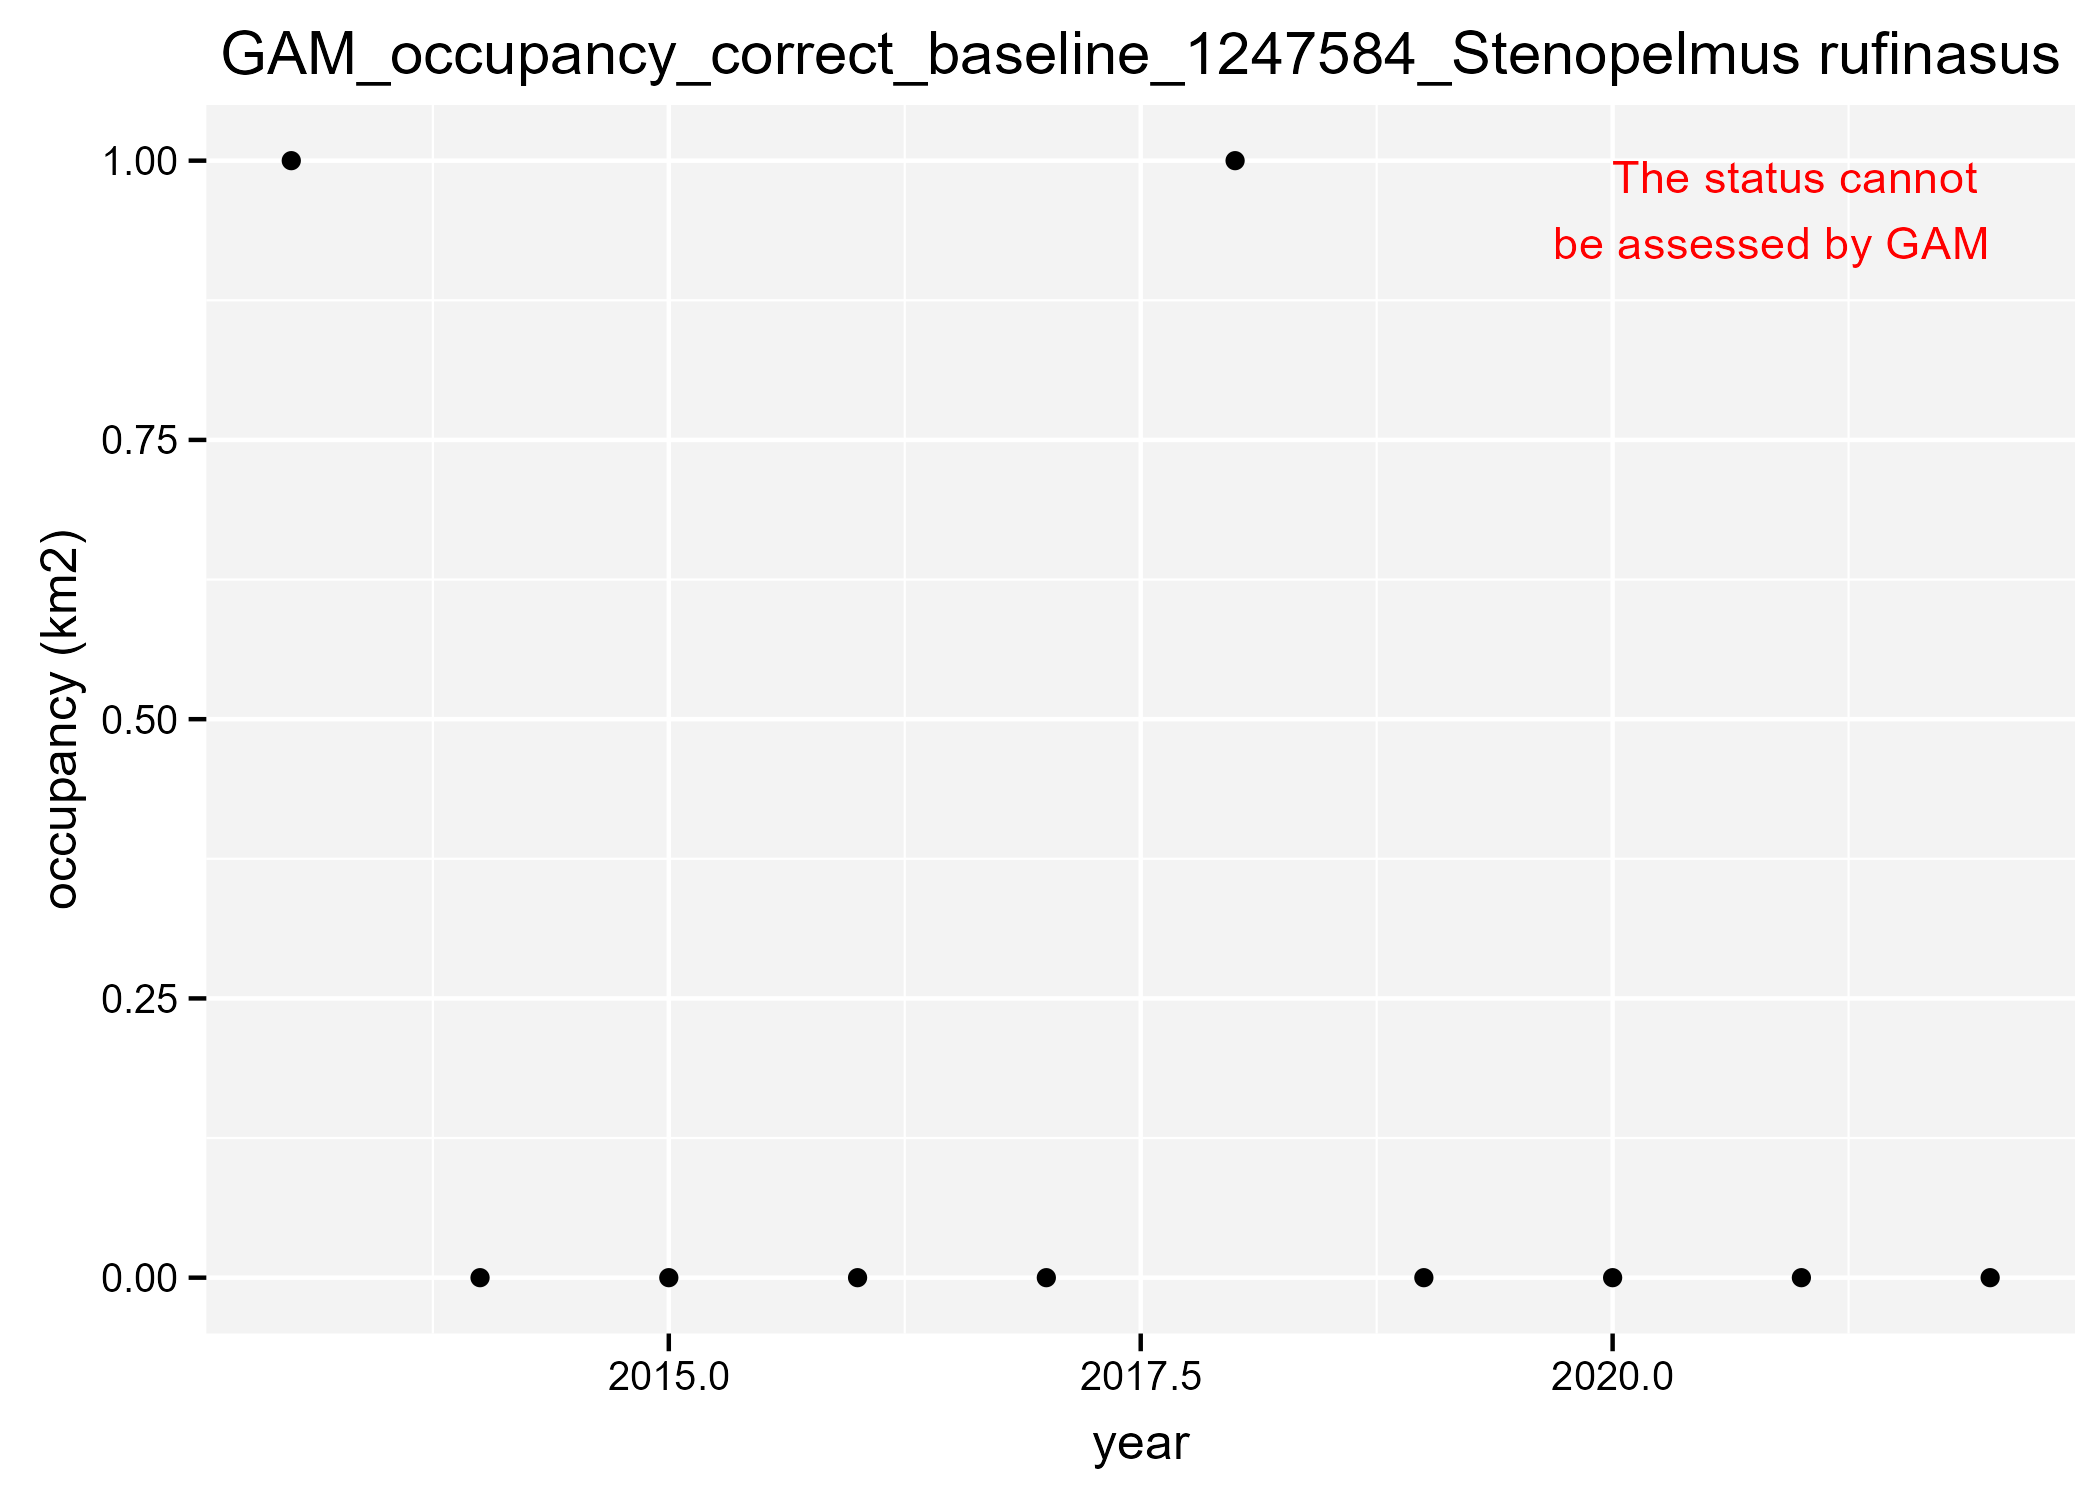 GAM_occupancy_correct_baseline_1247584_Stenopelmus rufinasus
The status cannot
be assessed by GAM
1.00
0.75
0.50
0.25
0.00
occupancy (km2)
2015.0
2017.5
2020.0
year